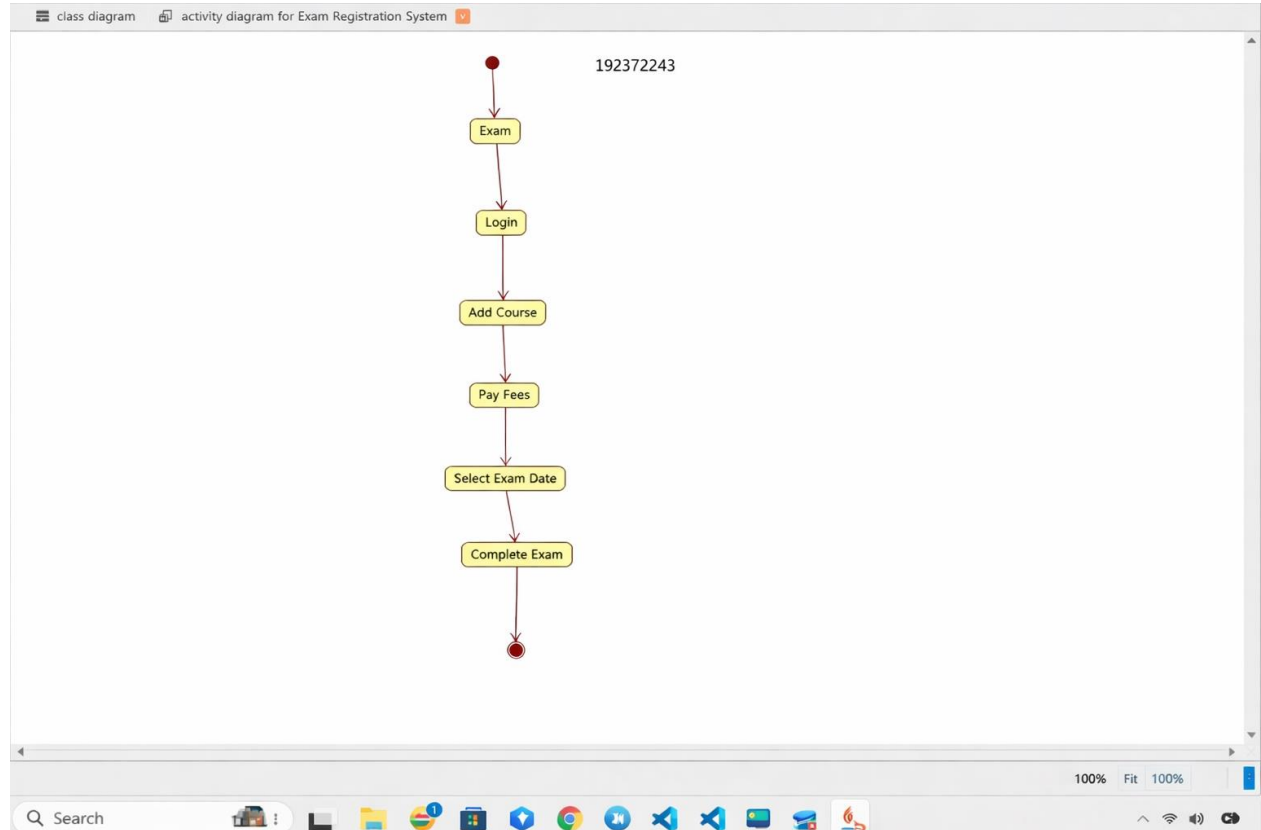 class diagram
activity diagram for Exam Registration System
192372243
Exam
Login
Add Course
Pay Fees
Select Exam Date
Complete Exam
100% Fit 100%
Search
1